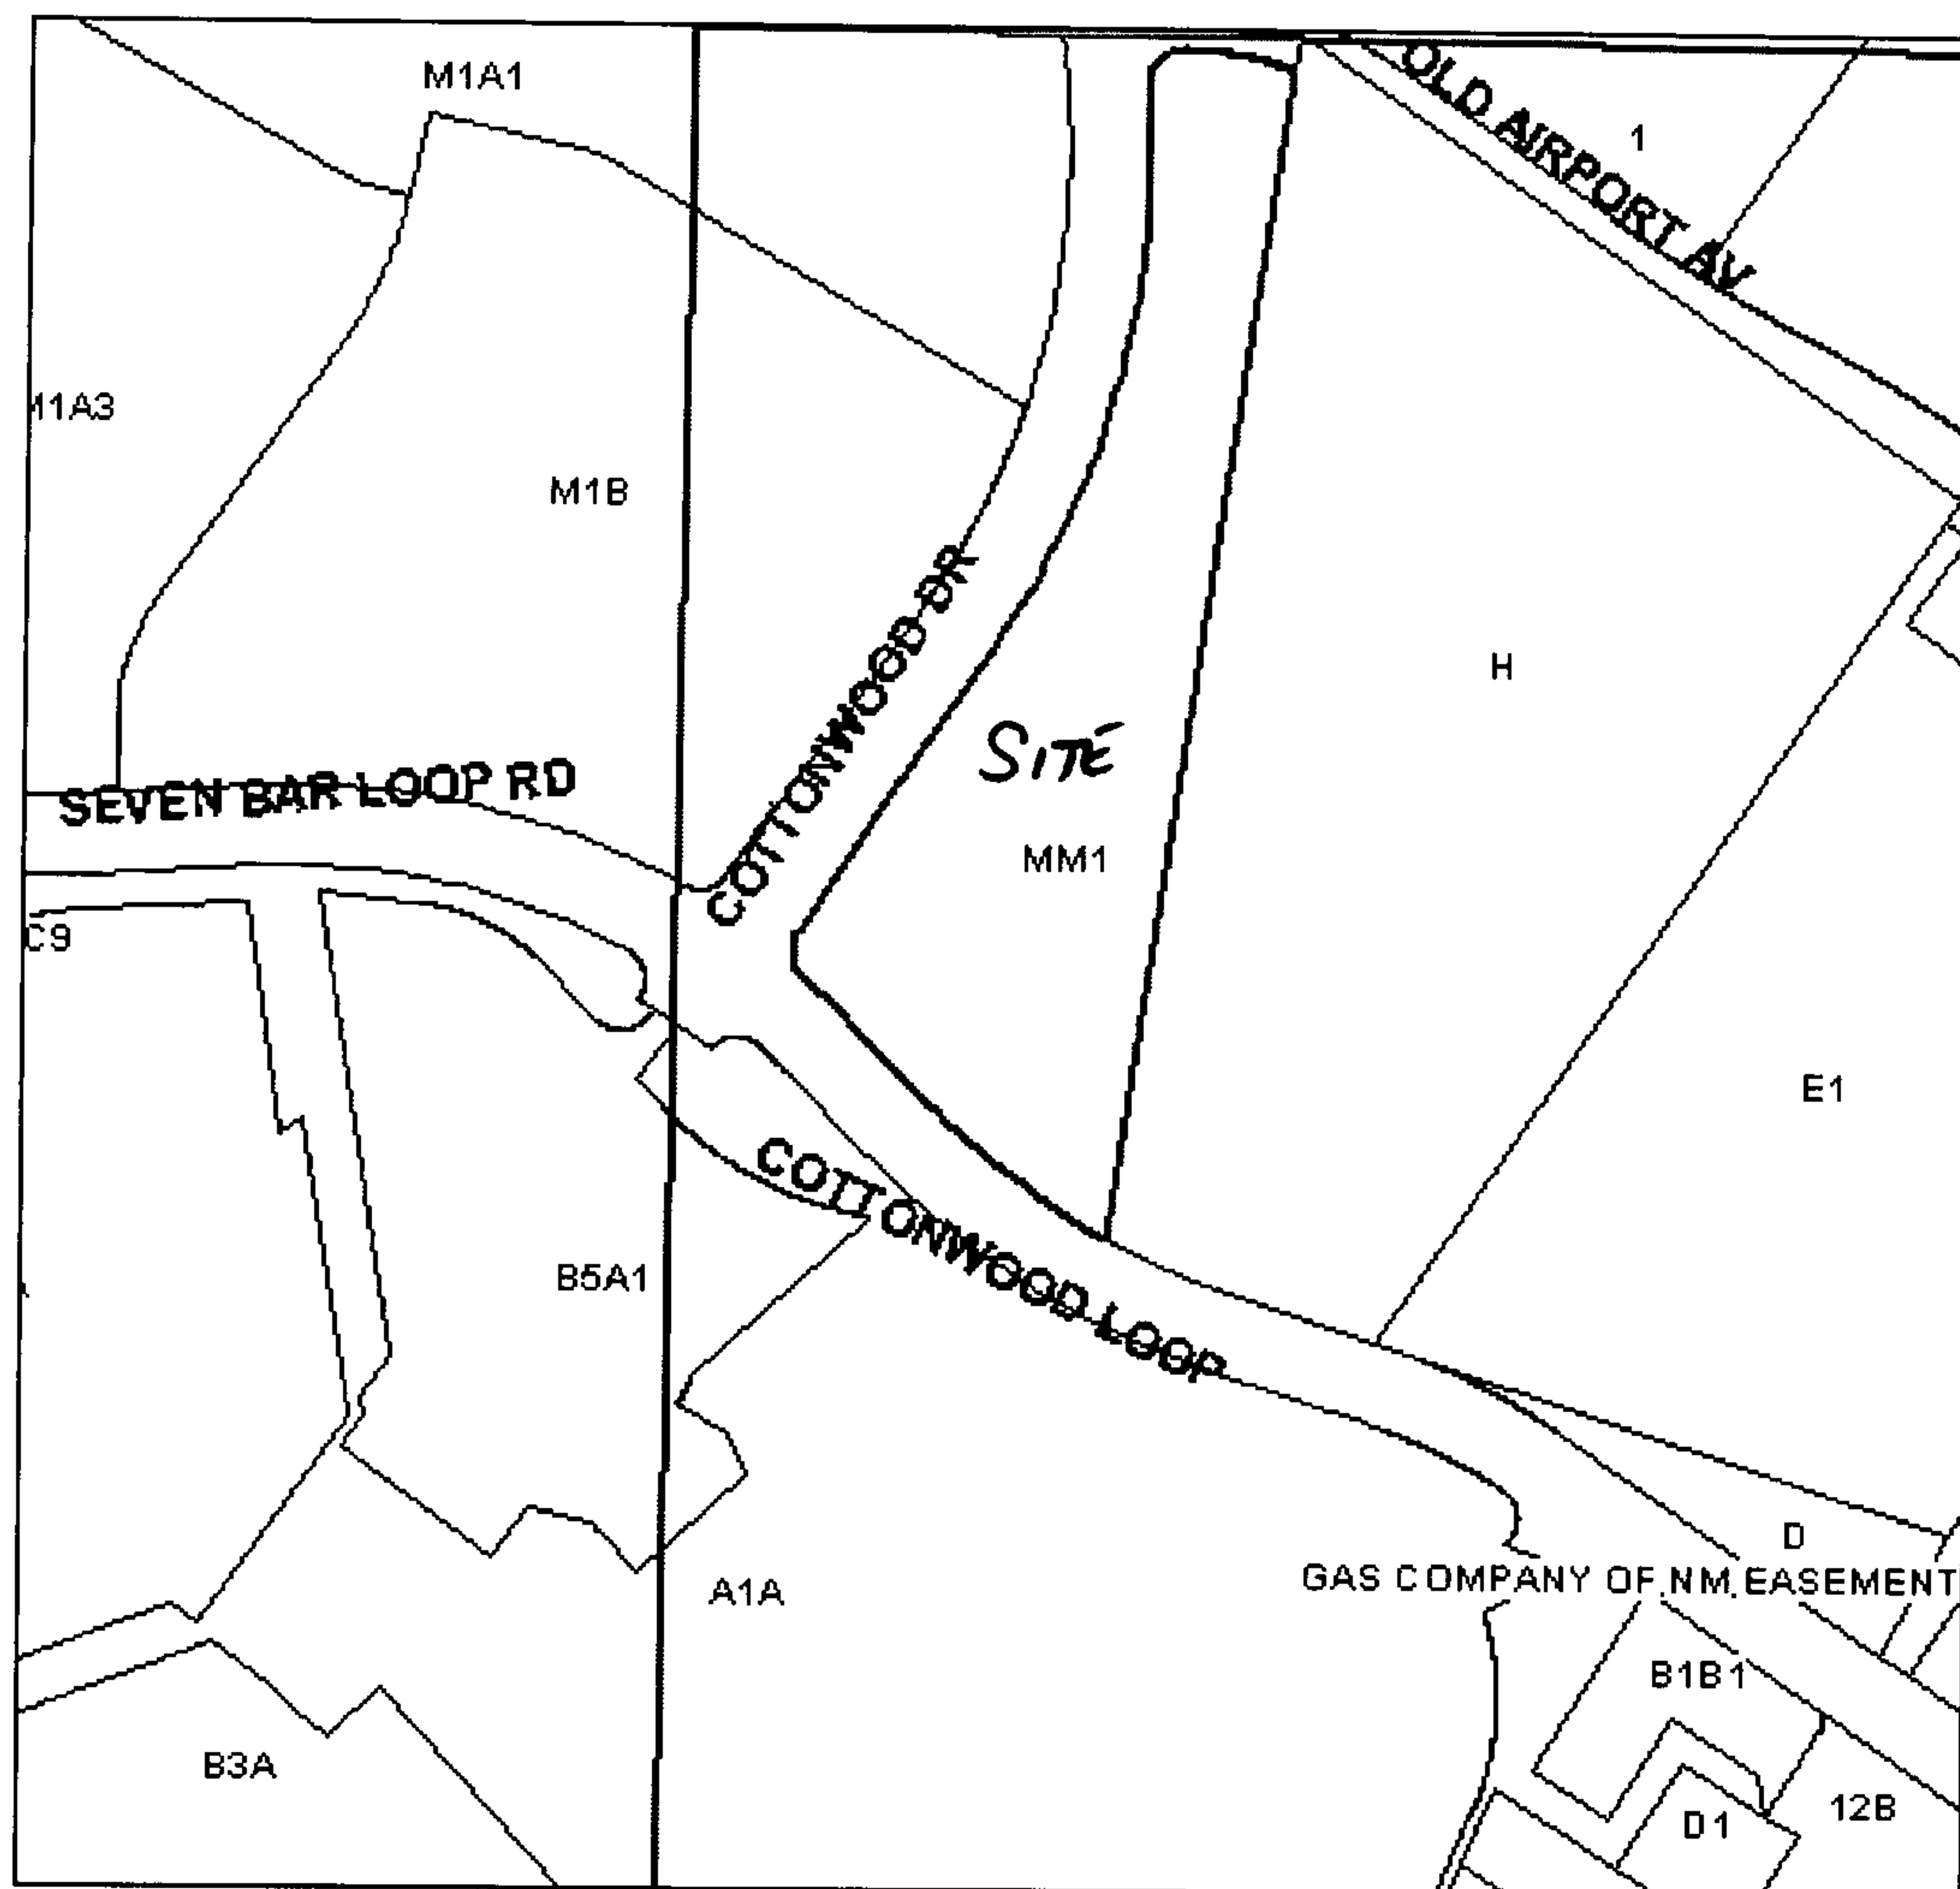 M1A1
OLD AIRPORT AV
1
M1A3
M1B
COTTONWOOD DR
H
SITE
SEVEN BAR LOOP RD
MM1
C9
E1
COTTONWOOD LOOP
B5A1
D
GAS COMPANY OF NM EASEMENT
A1A
B1B1
B3A
12B
D1